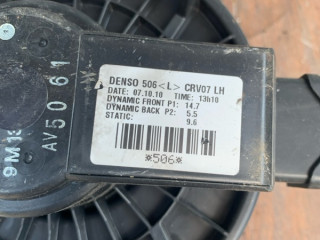 DENSO 506<L> CRV07 LH
DATE: 07.10.10 TIME: 13h10
DYNAMIC FRONT P1: 14.7
DYNAMIC BACK P2: 5.5
STATIC: 9.6
*506*
AV5061
9M13